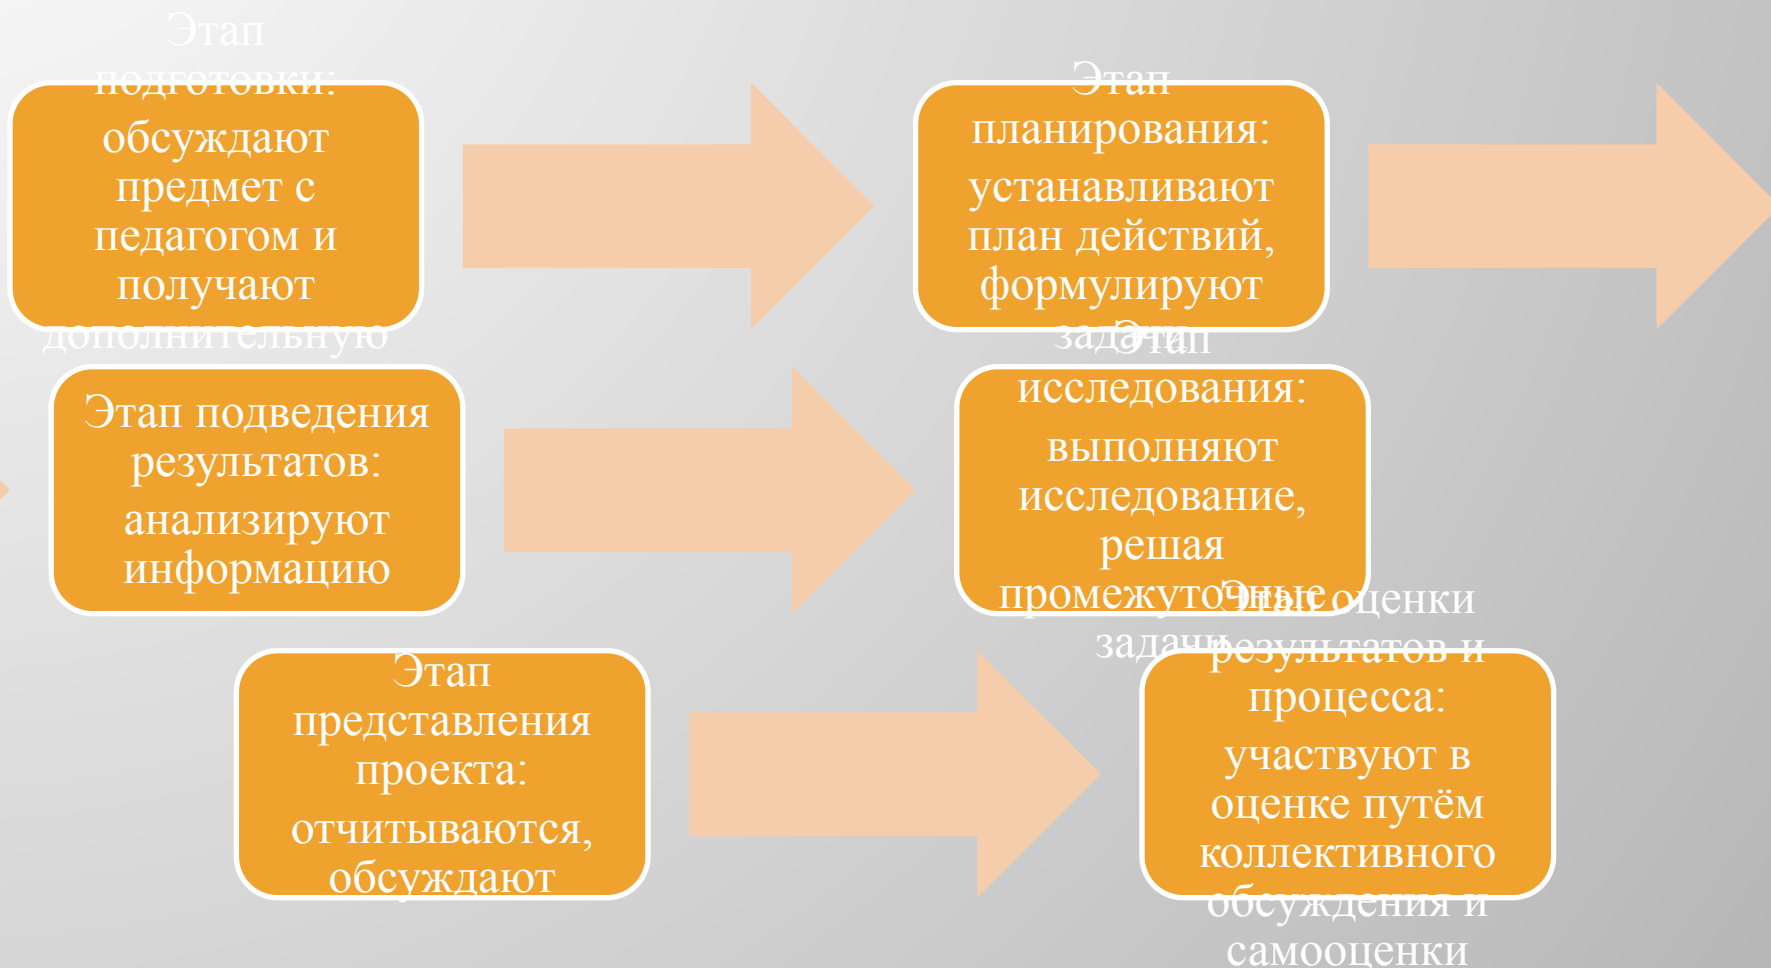 Этап
подготовки:
обсуждают
предмет с
педагогом и
получают
дополнительную
Этап
планирования:
устанавливают
план действий,
формулируют
задачи
Этап подведения
результатов:
анализируют
информацию
Этап
исследования:
выполняют
исследование,
решая
промежуточные
задачи
Этап
представления
проекта:
отчитываются,
обсуждают
Этап оценки
результатов и
процесса:
участвуют в
оценке путём
коллективного
обсуждения и
самооценки